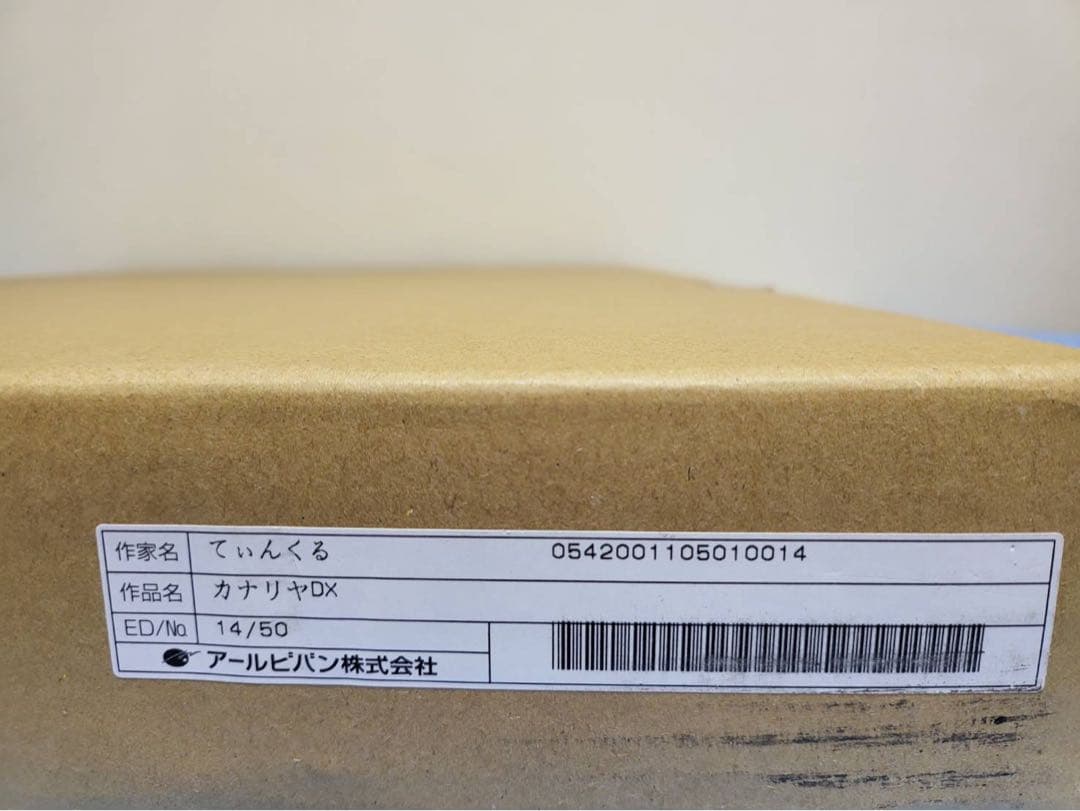 作家名 てぃんくる 0542001105010014
作品名 カナリヤDX
ED/No. 14/50
アールビバン株式会社